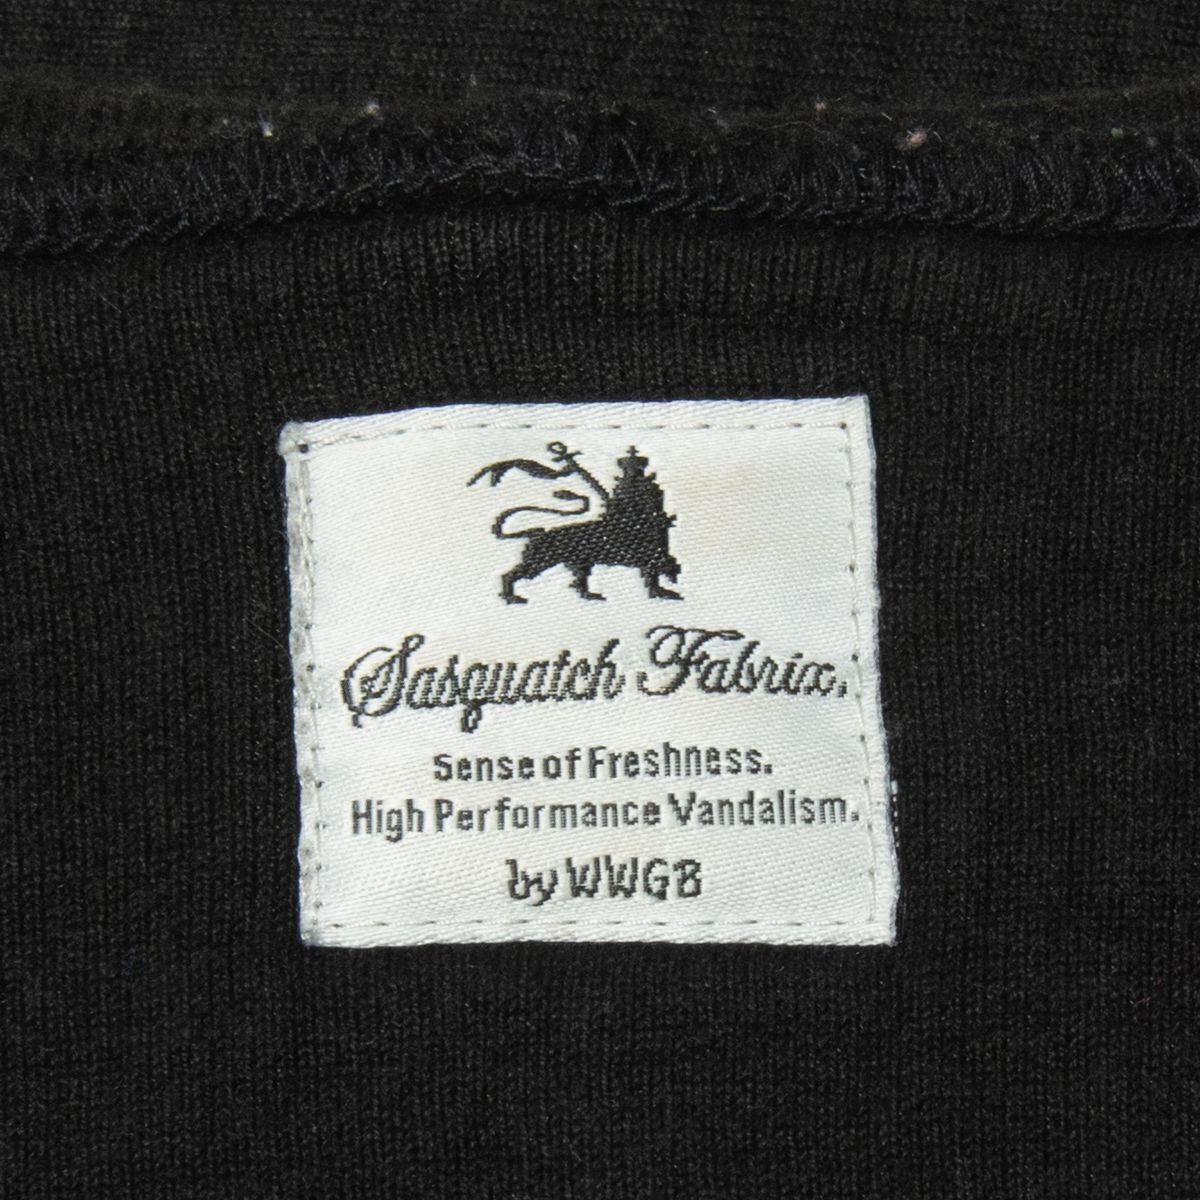 Sasquatch Fabrix.
Sense of Freshness.
High Performance Vandalism.
by WWGB